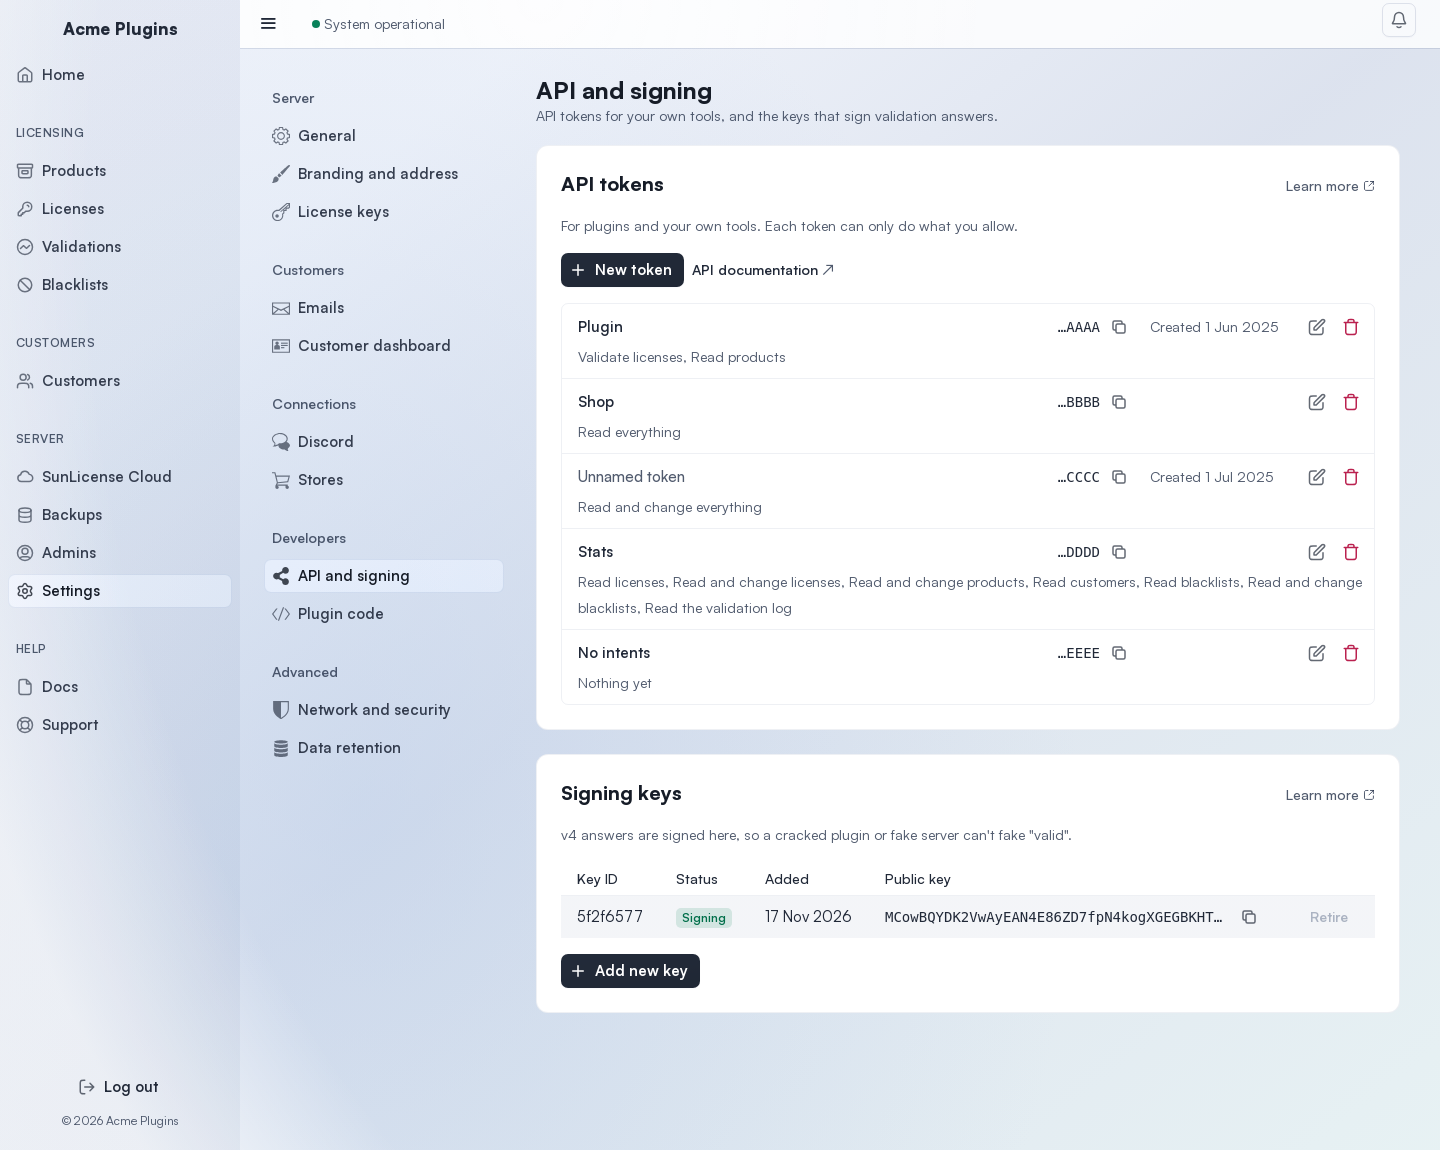 Acme Plugins
Home
LICENSING
Products
Licenses
Validations
Blacklists
CUSTOMERS
Customers
SERVER
SunLicense Cloud
Backups
Admins
Settings
HELP
Docs
Support
Log out
© 2026 Acme Plugins
System operational
Server
General
Branding and address
License keys
Customers
Emails
Customer dashboard
Connections
Discord
Stores
Developers
API and signing
Plugin code
Advanced
Network and security
Data retention
API and signing
API tokens for your own tools, and the keys that sign validation answers.
API tokens
Learn more
For plugins and your own tools. Each token can only do what you allow.
New token
API documentation
Plugin …AAAA Created 1 Jun 2025
Validate licenses, Read products
Shop …BBBB
Read everything
Unnamed token …CCCC Created 1 Jul 2025
Read and change everything
Stats …DDDD
Read licenses, Read and change licenses, Read and change products, Read customers, Read blacklists, Read and change
blacklists, Read the validation log
No intents …EEEE
Nothing yet
Signing keys
Learn more
v4 answers are signed here, so a cracked plugin or fake server can't fake "valid".
Key ID Status Added Public key
5f2f6577 Signing 17 Nov 2026 MCowBQYDK2VwAyEAN4E86ZD7fpN4kogXGEGBKHT… Retire
Add new key